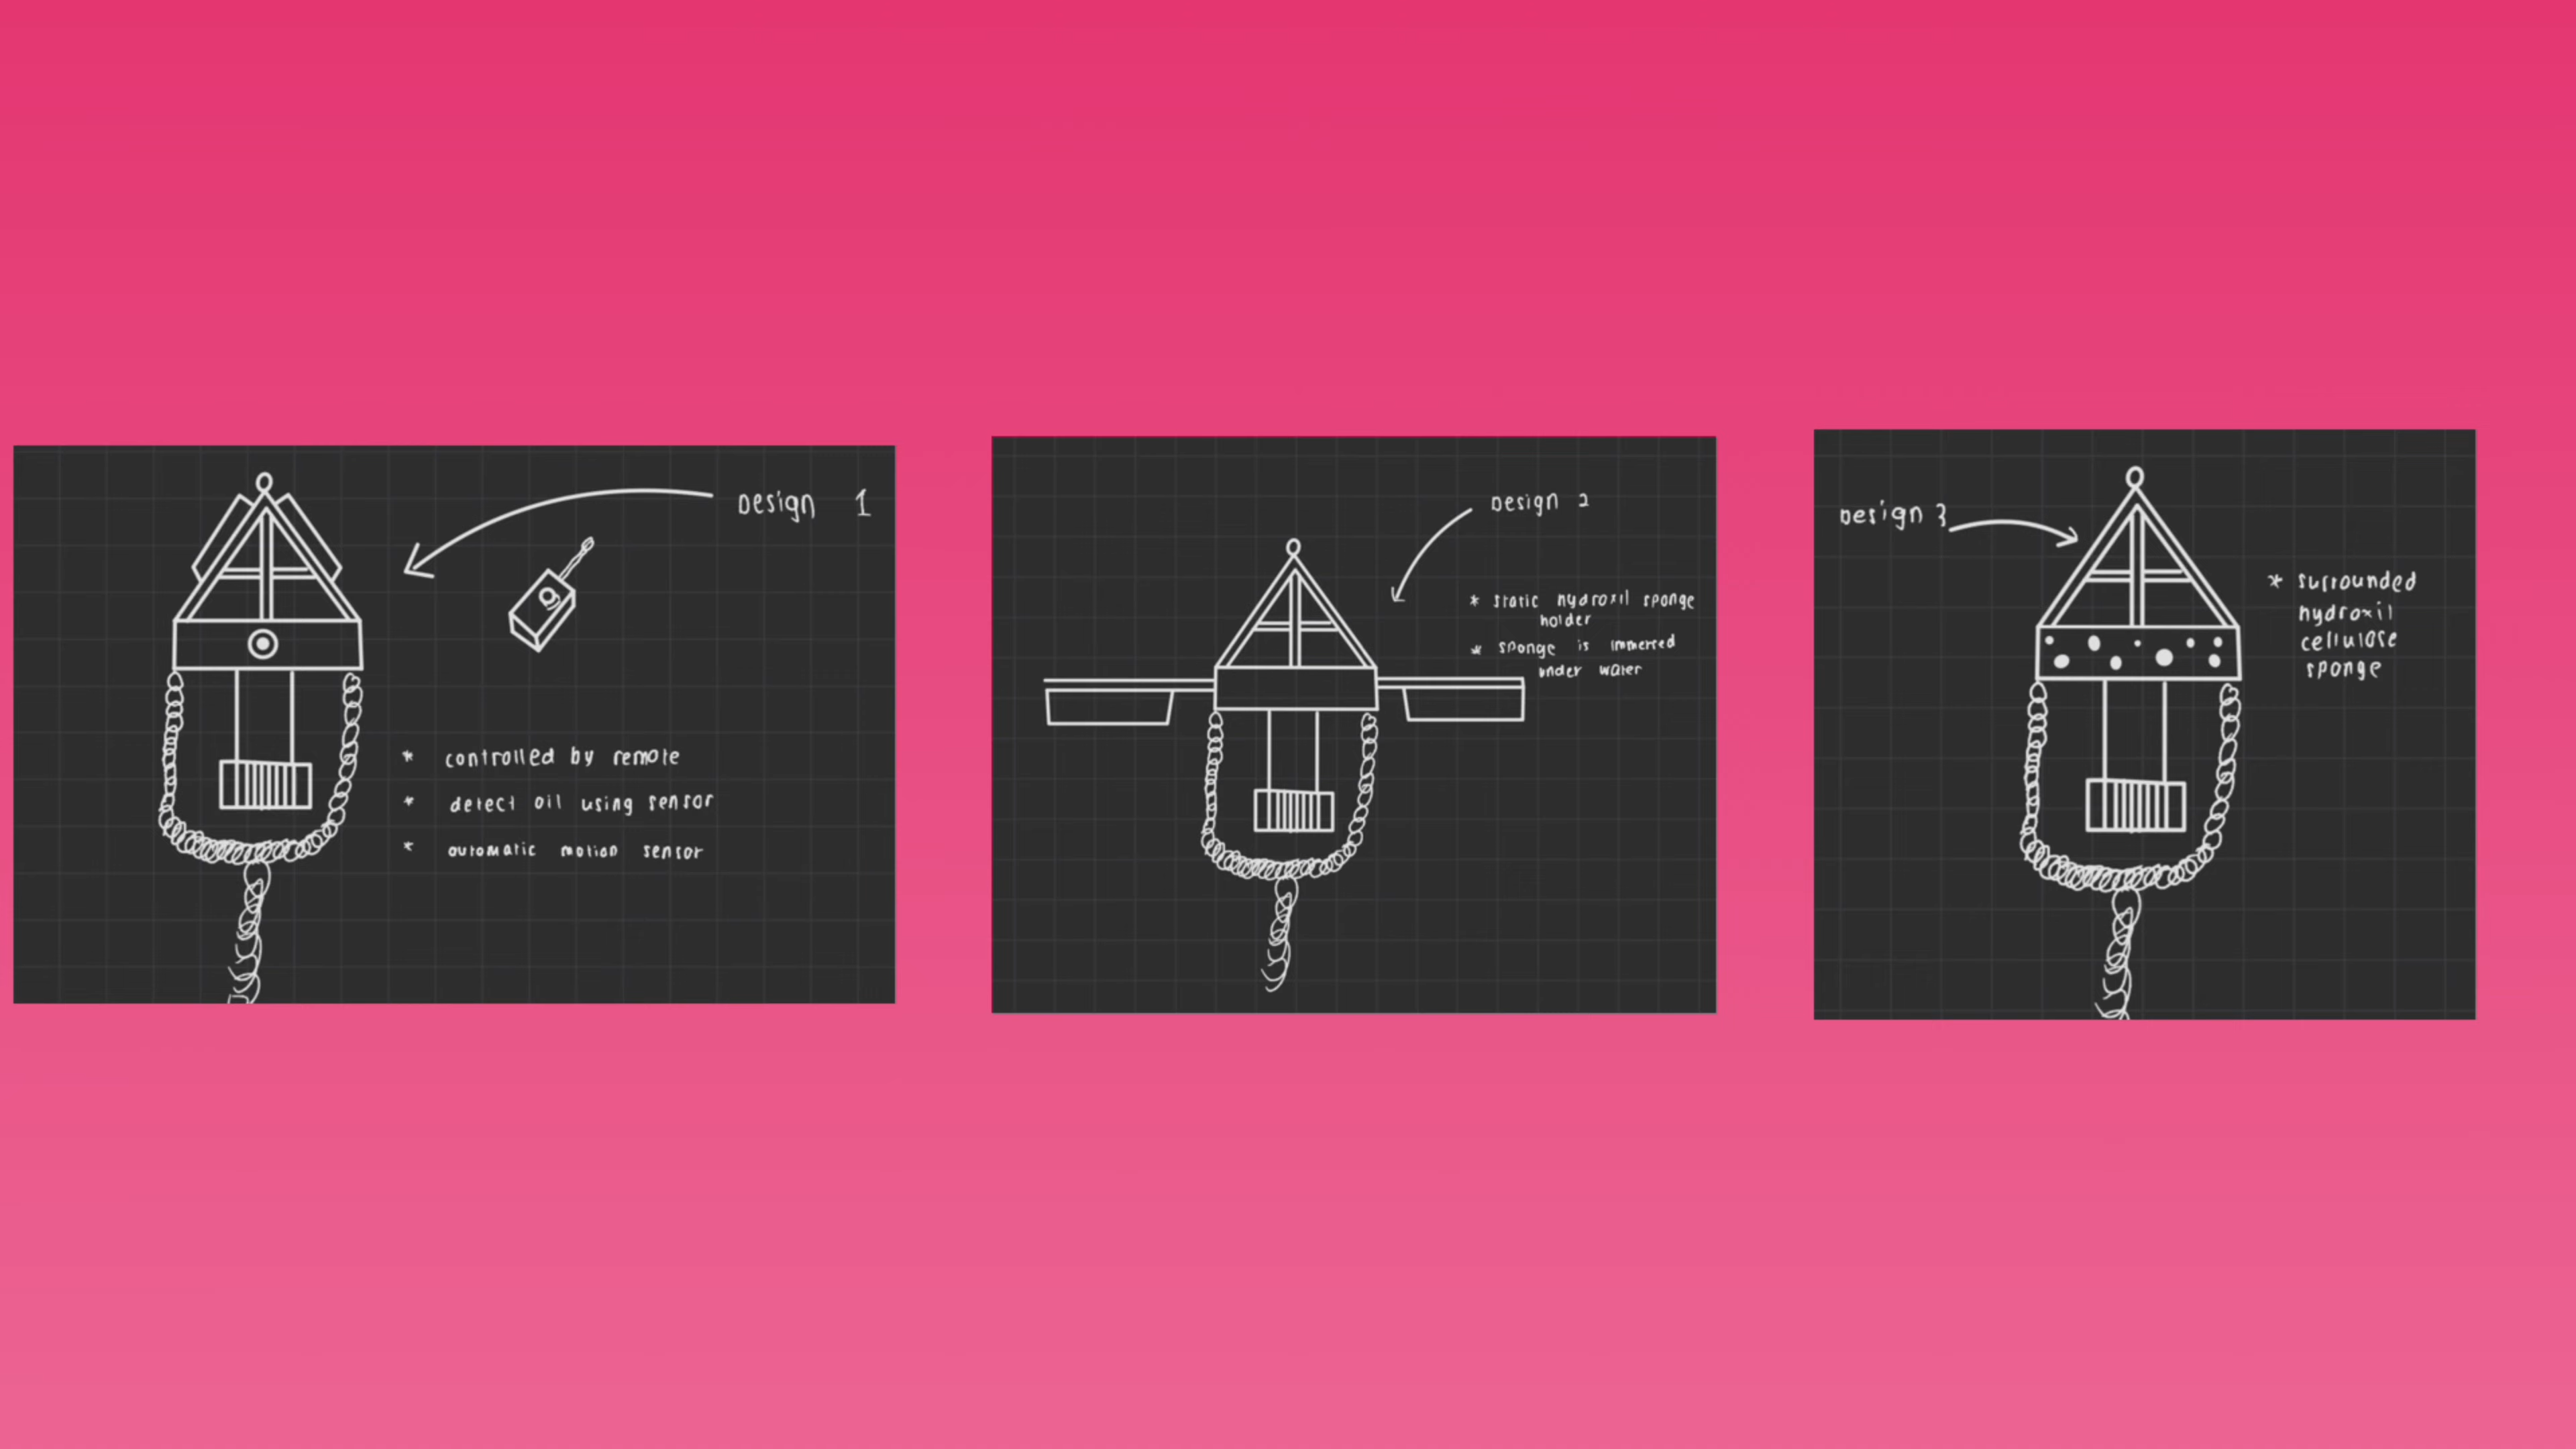 Design 1
* controlled by remote
* detect oil using sensor
* automatic motion sensor
Design 2
* static hydroxil sponge
holder
* sponge is immersed
under water
Design 3
* surrounded
hydroxil
cellulose
sponge